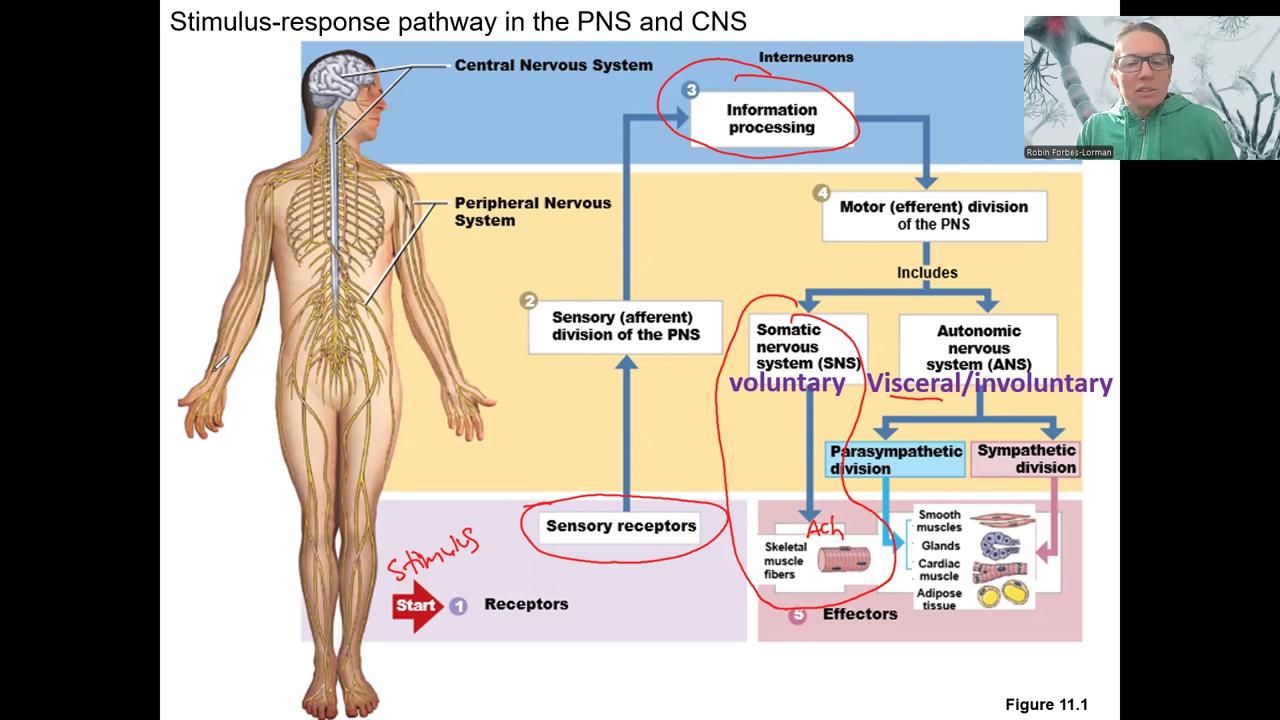 Stimulus-response pathway in the PNS and CNS
Central Nervous System
Interneurons
3
Information
processing
Robin Forbes-Lorman
Peripheral Nervous
System
4
Motor (efferent) division
of the PNS
Includes
2
Sensory (afferent)
division of the PNS
Somatic
nervous
system (SNS)
voluntary
Autonomic
nervous
system (ANS)
Visceral/involuntary
Parasympathetic
division
Sympathetic
division
Sensory receptors
Stimulus
Start
1
Receptors
ACh
Skeletal
muscle
fibers
Smooth
muscles
Glands
Cardiac
muscle
Adipose
tissue
5
Effectors
Figure 11.1